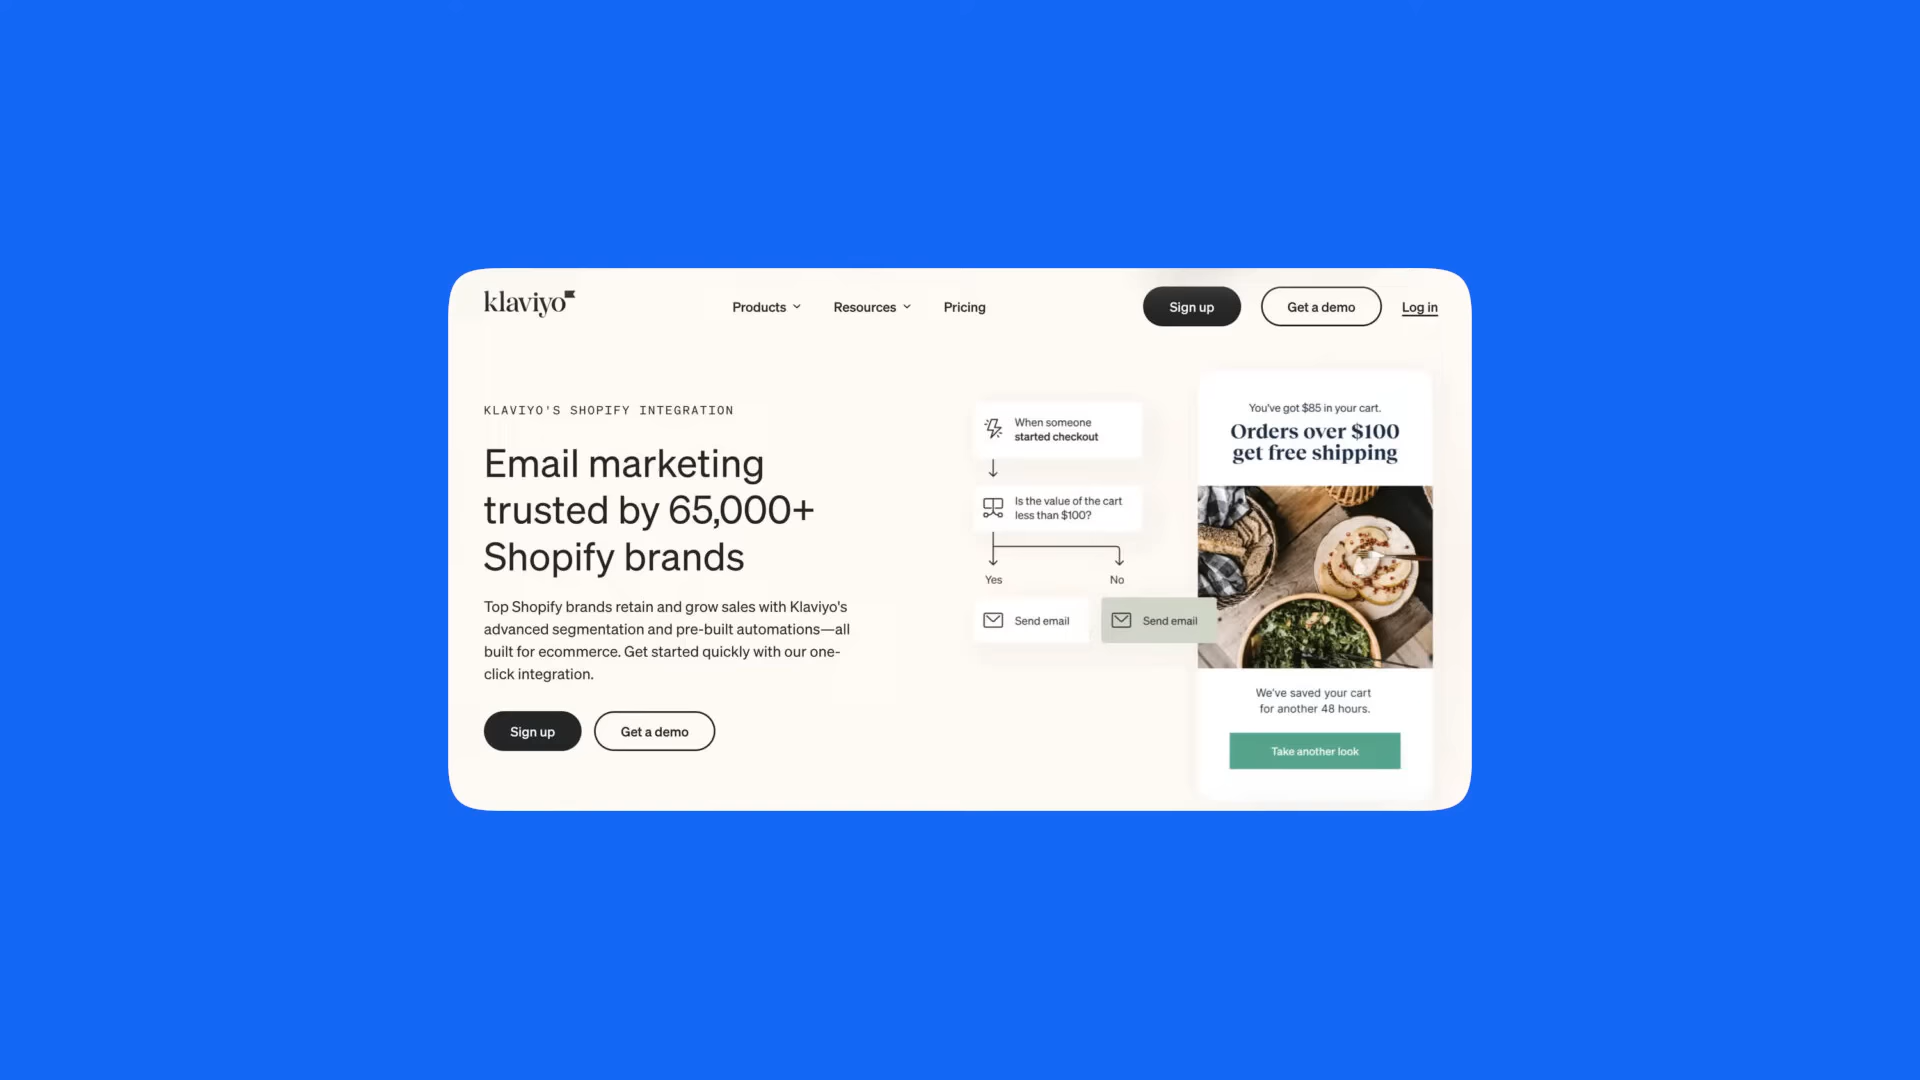 klaviyo
Products
Resources
Pricing
Sign up
Get a demo
Log in
KLAVIYO'S SHOPIFY INTEGRATION
Email marketing
trusted by 65,000+
Shopify brands
Top Shopify brands retain and grow sales with Klaviyo's
advanced segmentation and pre-built automations—all
built for ecommerce. Get started quickly with our one-
click integration.
Sign up
Get a demo
When someone
started checkout
Is the value of the cart
less than $100?
Yes
No
Send email
Send email
You've got $85 in your cart.
Orders over $100
get free shipping
We've saved your cart
for another 48 hours.
Take another look